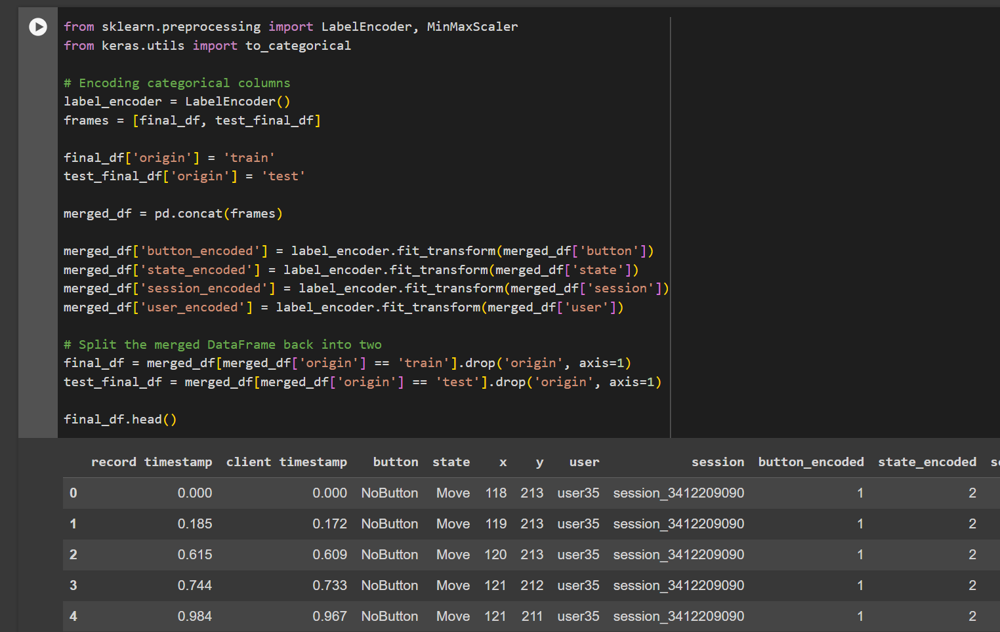 from sklearn.preprocessing import LabelEncoder, MinMaxScaler
from keras.utils import to_categorical
# Encoding categorical columns
label_encoder = LabelEncoder()
frames = [final_df, test_final_df]
final_df['origin'] = 'train'
test_final_df['origin'] = 'test'
merged_df = pd.concat(frames)
merged_df['button_encoded'] = label_encoder.fit_transform(merged_df['button'])
merged_df['state_encoded'] = label_encoder.fit_transform(merged_df['state'])
merged_df['session_encoded'] = label_encoder.fit_transform(merged_df['session'])
merged_df['user_encoded'] = label_encoder.fit_transform(merged_df['user'])
# Split the merged DataFrame back into two
final_df = merged_df[merged_df['origin'] == 'train'].drop('origin', axis=1)
test_final_df = merged_df[merged_df['origin'] == 'test'].drop('origin', axis=1)
final_df.head()
record timestamp client timestamp button state x y user session button_encoded state_encoded
0 0.000 0.000 NoButton Move 118 213 user35 session_3412209090 1 2
1 0.185 0.172 NoButton Move 119 213 user35 session_3412209090 1 2
2 0.615 0.609 NoButton Move 120 213 user35 session_3412209090 1 2
3 0.744 0.733 NoButton Move 121 212 user35 session_3412209090 1 2
4 0.984 0.967 NoButton Move 121 211 user35 session_3412209090 1 2